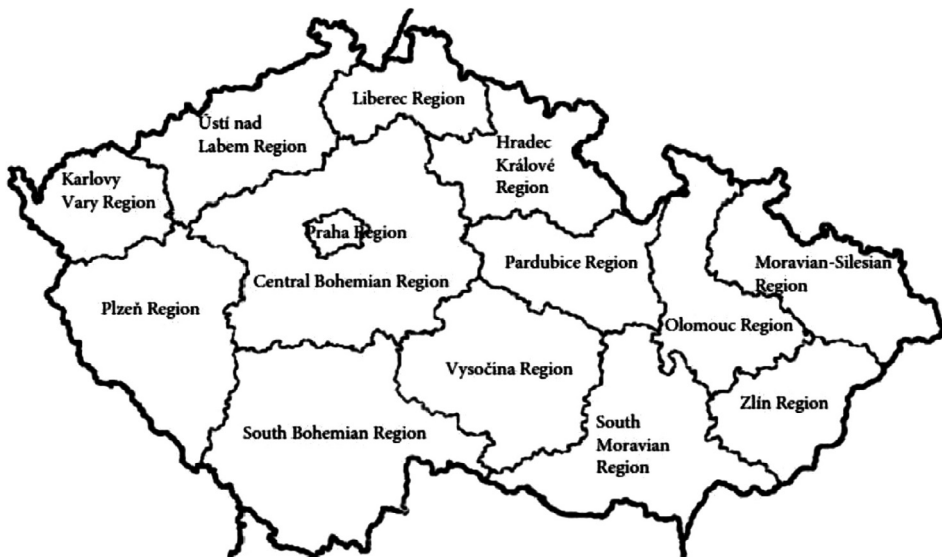 Liberec Region
Ústí nad
Labem Region
Hradec
Králové
Region
Karlovy
Vary Region
Praha Region
Central Bohemian Region
Pardubice Region
Moravian-Silesian
Region
Plzeň Region
Olomouc Region
Vysočina Region
Zlín Region
South Bohemian Region
South
Moravian
Region